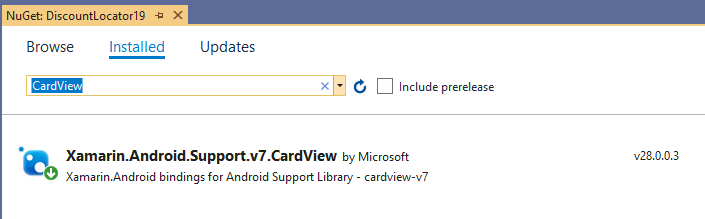 NuGet: DiscountLocator19
Browse Installed Updates
CardView Include prerelease
Xamarin.Android.Support.v7.CardView by Microsoft v28.0.0.3
Xamarin.Android bindings for Android Support Library - cardview-v7